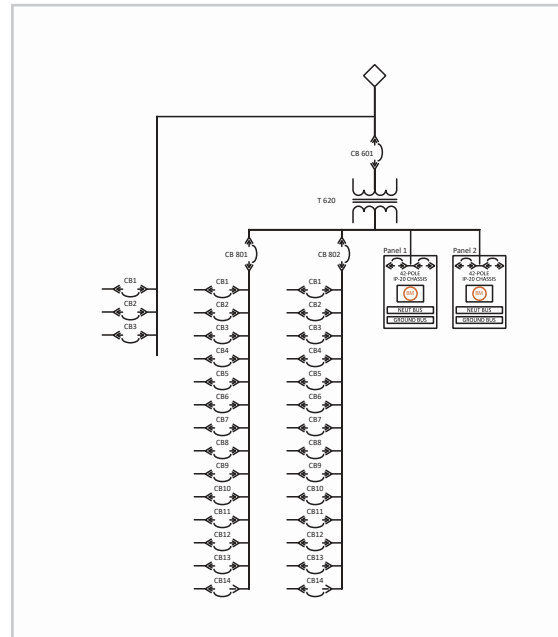 CB 601
T 620
CB 801
CB 802
Panel 1
Panel 2
42-POLE
IP-20 CHASSIS
BM
NEUT BUS
GROUND BUS
42-POLE
IP-20 CHASSIS
BM
NEUT BUS
GROUND BUS
CB1
CB2
CB3
CB1
CB2
CB3
CB4
CB5
CB6
CB7
CB8
CB9
CB10
CB11
CB12
CB13
CB14
CB1
CB2
CB3
CB4
CB5
CB6
CB7
CB8
CB9
CB10
CB11
CB12
CB13
CB14